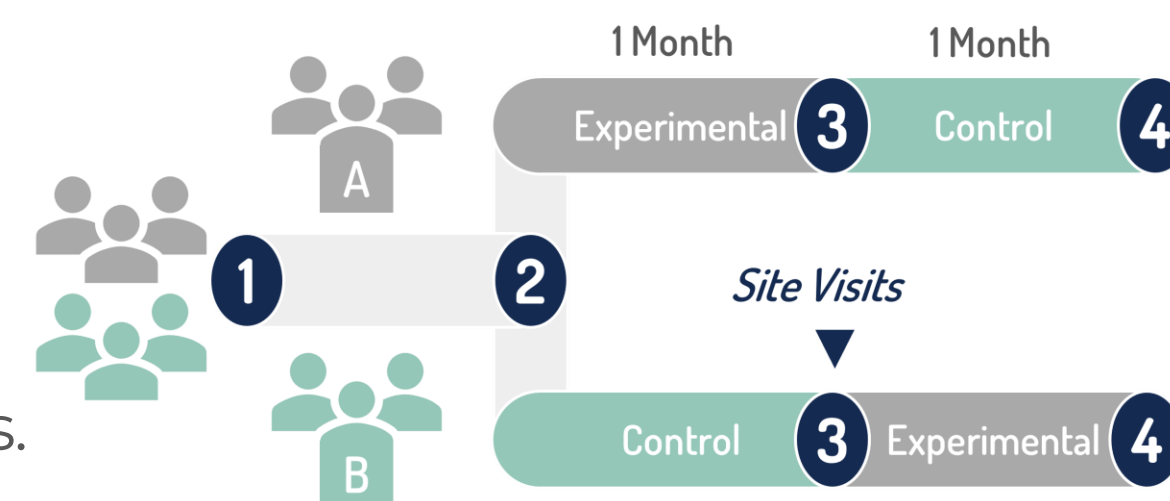 1 Month
1 Month
Experimental
3
Control
4
A
1
2
Site Visits
s.
Control
3
Experimental
4
B